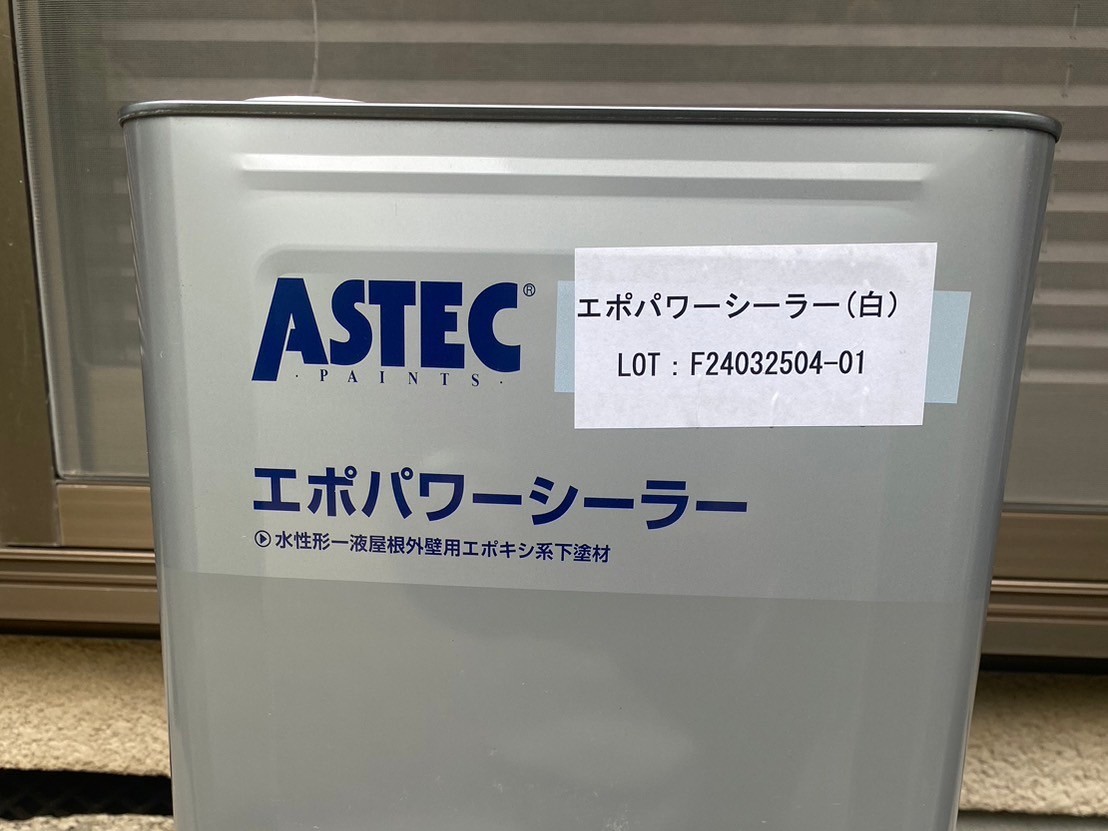 ASTEC®
・PAINTS・
エポパワーシーラー(白)
LOT : F24032504-01
エポパワーシーラー
水性形一液屋根外壁用エポキシ系下塗材